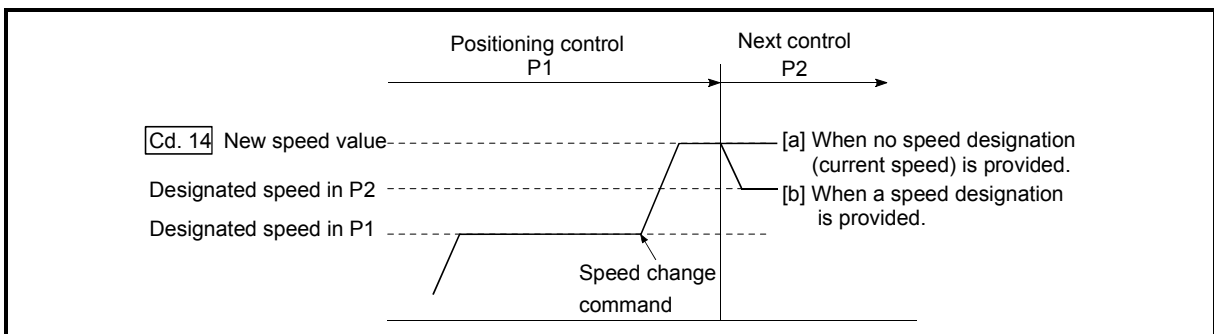 Positioning control
P1
Next control
P2
Cd. 14 New speed value
[a] When no speed designation
(current speed) is provided.
Designated speed in P2
[b] When a speed designation
is provided.
Designated speed in P1
Speed change
command